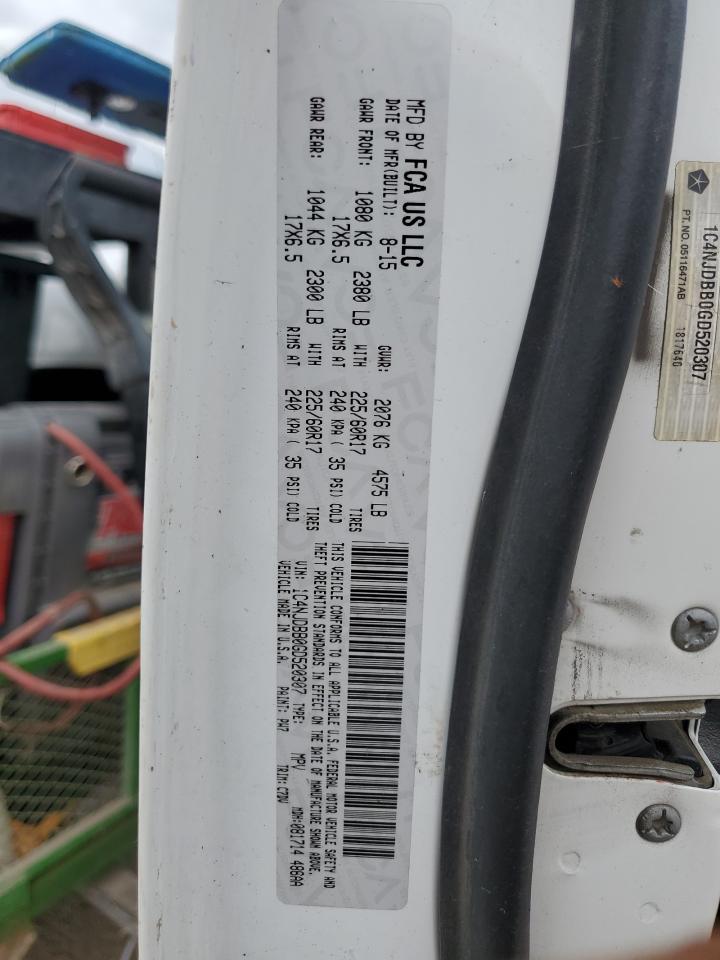 MFD BY FCA US LLC
DATE OF MFR(BUILT): 8-15 GVWR: 2076 KG 4575 LB
GAWR FRONT: 1080 KG 2380 LB WITH 225/60R17 TIRES
17X6.5 RIMS AT 240 KPA ( 35 PSI) COLD
GAWR REAR: 1044 KG 2300 LB WITH 225/60R17 TIRES
17X6.5 RIMS AT 240 KPA ( 35 PSI) COLD
THIS VEHICLE CONFORMS TO ALL APPLICABLE U.S.A. FEDERAL MOTOR VEHICLE SAFETY AND
THEFT PREVENTION STANDARDS IN EFFECT ON THE DATE OF MANUFACTURE SHOWN ABOVE.
VIN: 1C4NJDBB0GD520307 TYPE: MPV MDH:081714 486AA
VEHICLE MADE IN U.S.A. PAINT: PW7 TRIM: C7DV
1C4NJDBB0GD520307
PT. NO. 05116471AB 1817640